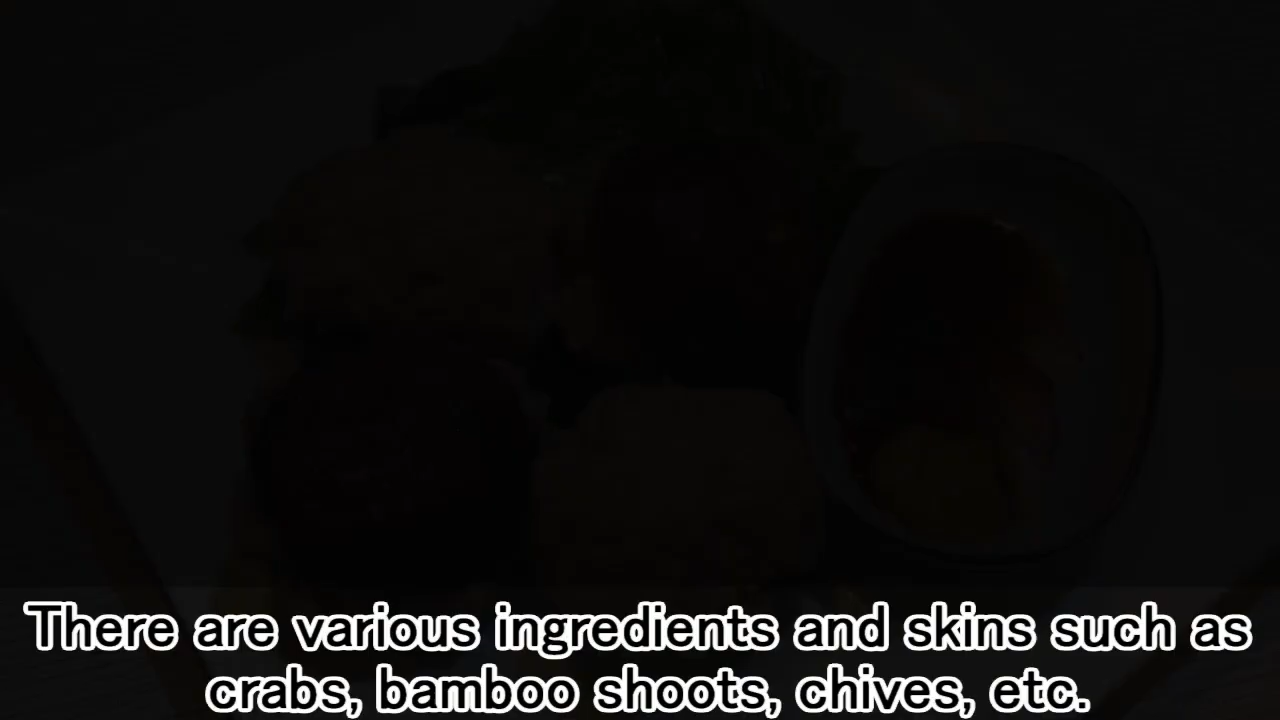 There are various ingredients and skins such as
crabs, bamboo shoots, chives, etc.